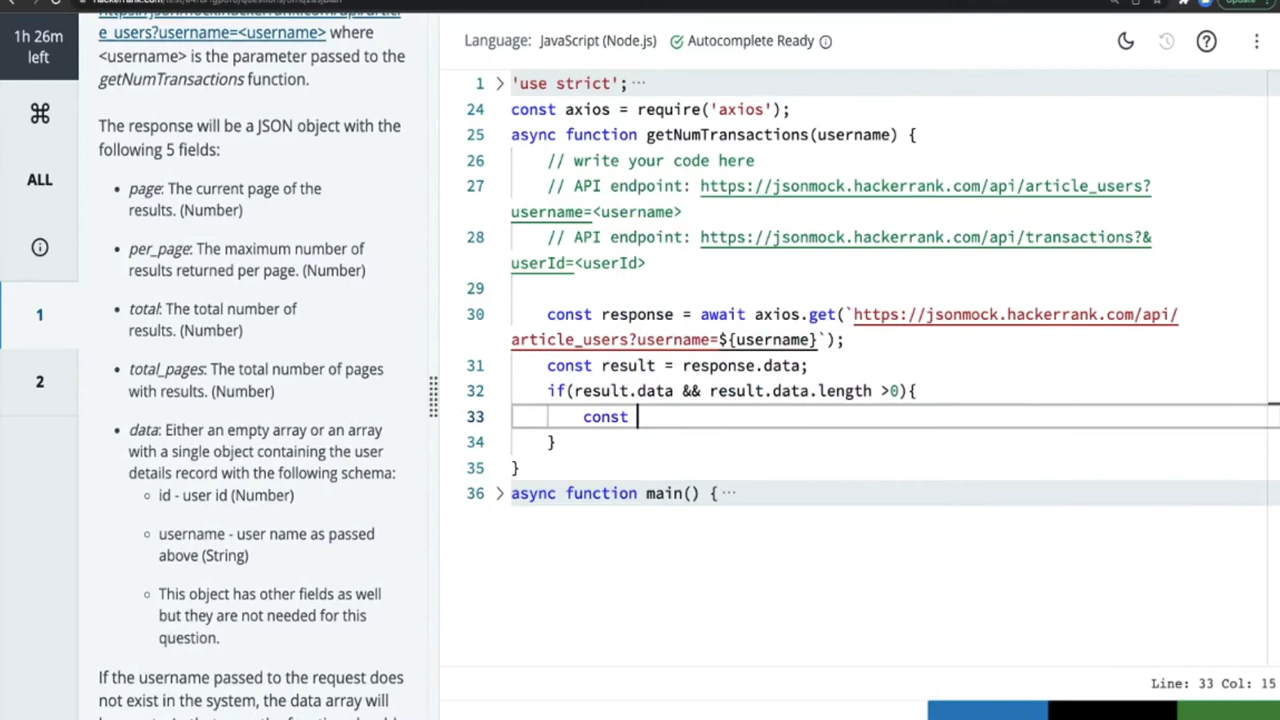 Update
1h 26m
left
e_users?username=<username> where
<username> is the parameter passed to the
getNumTransactions function.
The response will be a JSON object with the
following 5 fields:
page: The current page of the
results. (Number)
per_page: The maximum number of
results returned per page. (Number)
total: The total number of
results. (Number)
total_pages: The total number of pages
with results. (Number)
data: Either an empty array or an array
with a single object containing the user
details record with the following schema:
id - user id (Number)
username - user name as passed
above (String)
This object has other fields as well
but they are not needed for this
question.
If the username passed to the request does
not exist in the system, the data array will
ALL
1
2
Language: JavaScript (Node.js) Autocomplete Ready
1 'use strict'; ···
24 const axios = require('axios');
25 async function getNumTransactions(username) {
26 // write your code here
27 // API endpoint: https://jsonmock.hackerrank.com/api/article_users?
username=<username>
28 // API endpoint: https://jsonmock.hackerrank.com/api/transactions?&
userId=<userId>
29
30 const response = await axios.get(`https://jsonmock.hackerrank.com/api/
article_users?username=${username}`);
31 const result = response.data;
32 if(result.data && result.data.length >0){
33 const
34 }
35 }
36 async function main() { ···
Line: 33 Col: 15